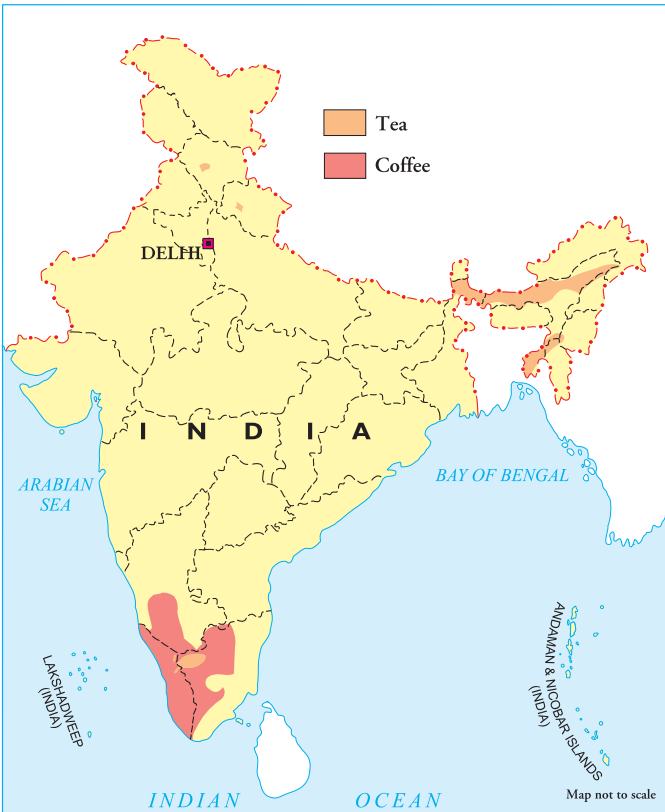 Tea
Coffee
DELHI
INDIA
ARABIAN
SEA
BAY OF BENGAL
LAKSHADWEEP
(INDIA)
ANDAMAN & NICOBAR ISLANDS
(INDIA)
INDIAN OCEAN
Map not to scale